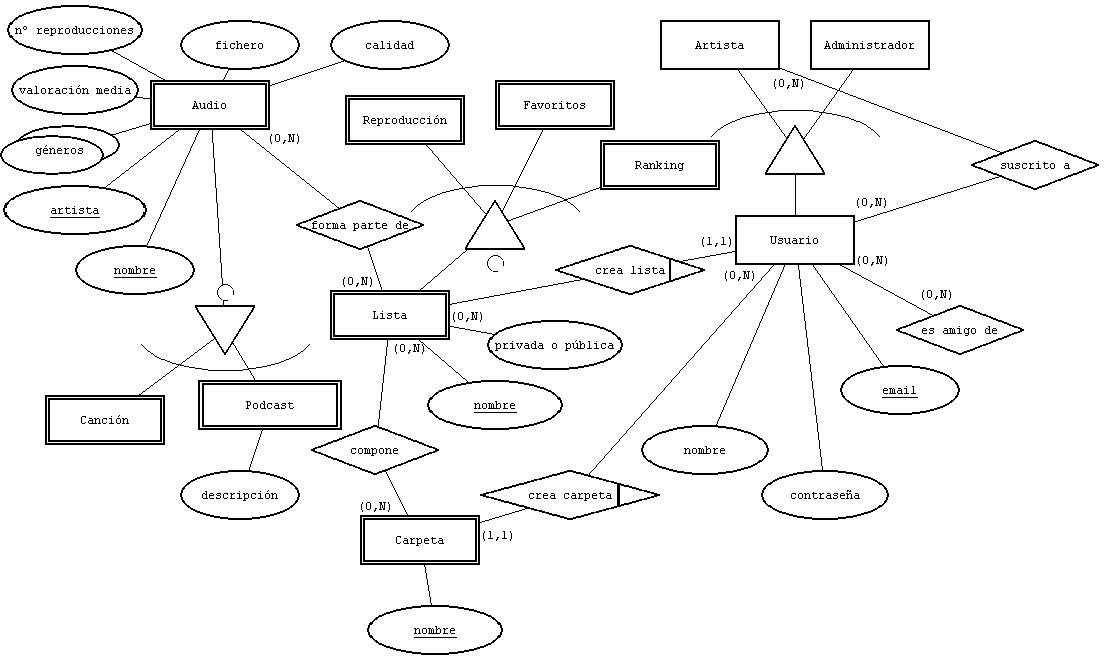 nº reproducciones
fichero
calidad
Artista
Administrador
valoración media
Audio
Reproducción
Favoritos
(0,N)
(0,N)
géneros
Ranking
suscrito a
artista
forma parte de
(0,N)
Usuario
(1,1)
nombre
crea lista
(0,N)
(0,N)
(0,N)
(0,N)
Lista
(0,N)
es amigo de
privada o pública
(0,N)
email
nombre
Canción
Podcast
compone
nombre
descripción
crea carpeta
contraseña
(0,N)
Carpeta
(1,1)
nombre